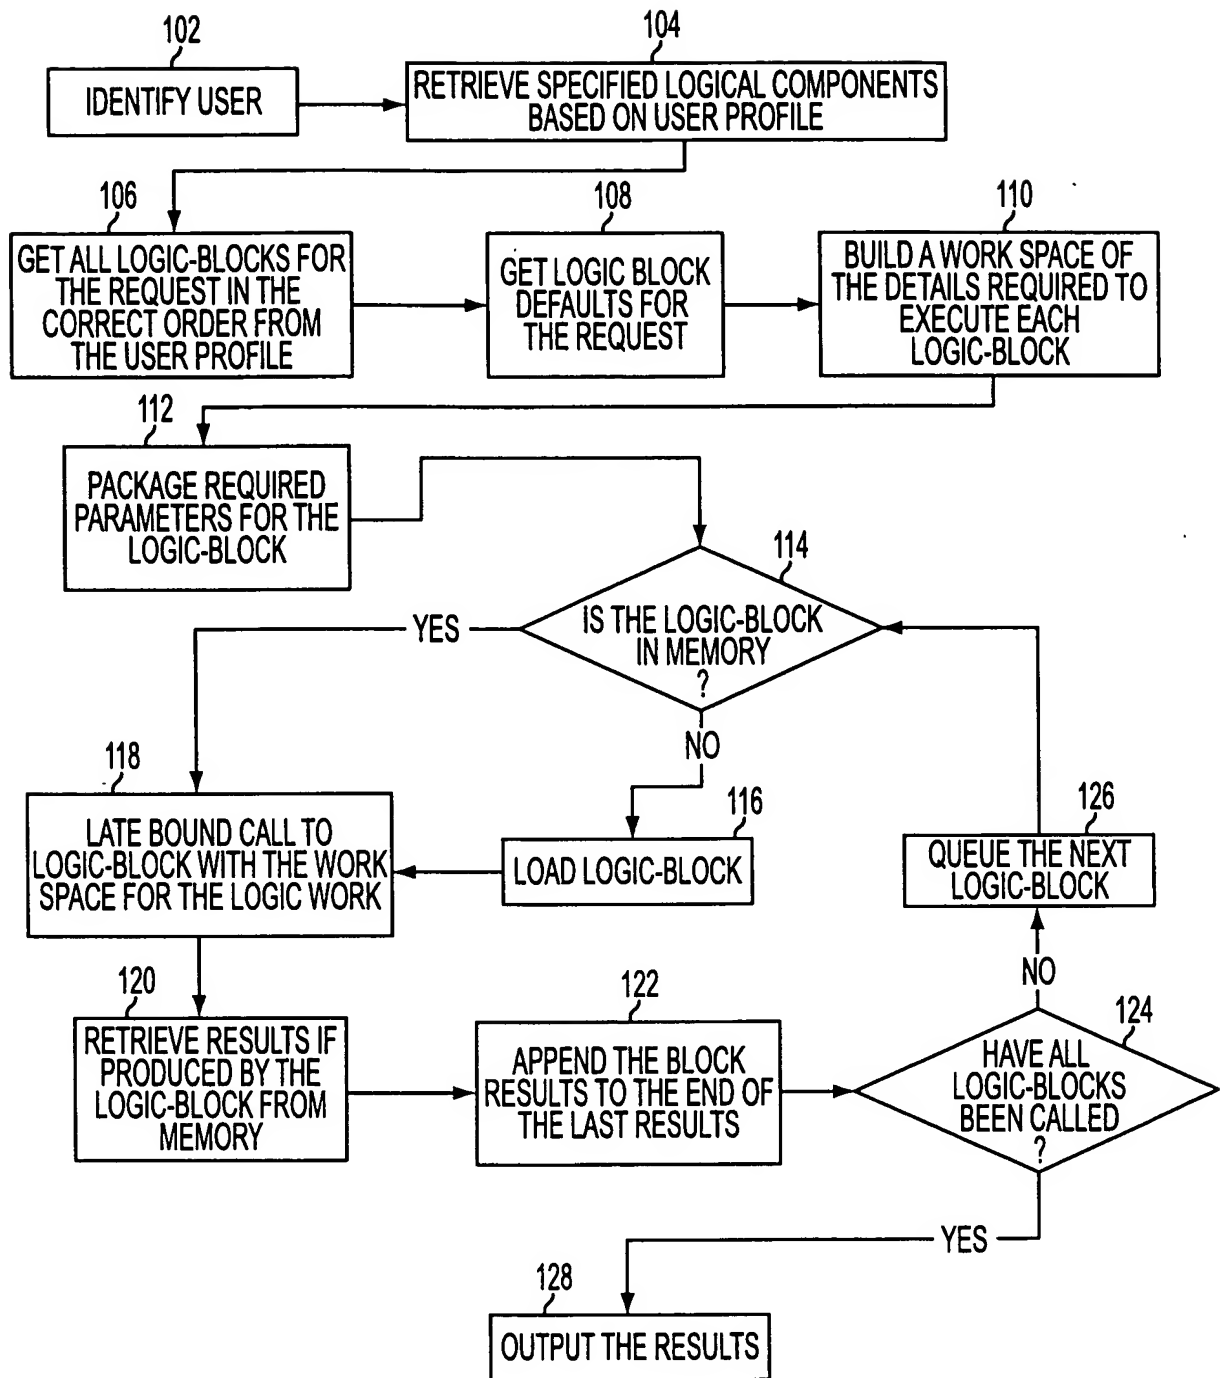 102
IDENTIFY USER
104
RETRIEVE SPECIFIED LOGICAL COMPONENTS
BASED ON USER PROFILE
106
GET ALL LOGIC-BLOCKS FOR
THE REQUEST IN THE
CORRECT ORDER FROM
THE USER PROFILE
108
GET LOGIC BLOCK
DEFAULTS FOR
THE REQUEST
110
BUILD A WORK SPACE OF
THE DETAILS REQUIRED TO
EXECUTE EACH
LOGIC-BLOCK
112
PACKAGE REQUIRED
PARAMETERS FOR THE
LOGIC-BLOCK
114
IS THE LOGIC-BLOCK
IN MEMORY
?
YES
NO
116
LOAD LOGIC-BLOCK
118
LATE BOUND CALL TO
LOGIC-BLOCK WITH THE WORK
SPACE FOR THE LOGIC WORK
120
RETRIEVE RESULTS IF
PRODUCED BY THE
LOGIC-BLOCK FROM
MEMORY
122
APPEND THE BLOCK
RESULTS TO THE END OF
THE LAST RESULTS
124
HAVE ALL
LOGIC-BLOCKS
BEEN CALLED
?
NO
126
QUEUE THE NEXT
LOGIC-BLOCK
YES
128
OUTPUT THE RESULTS